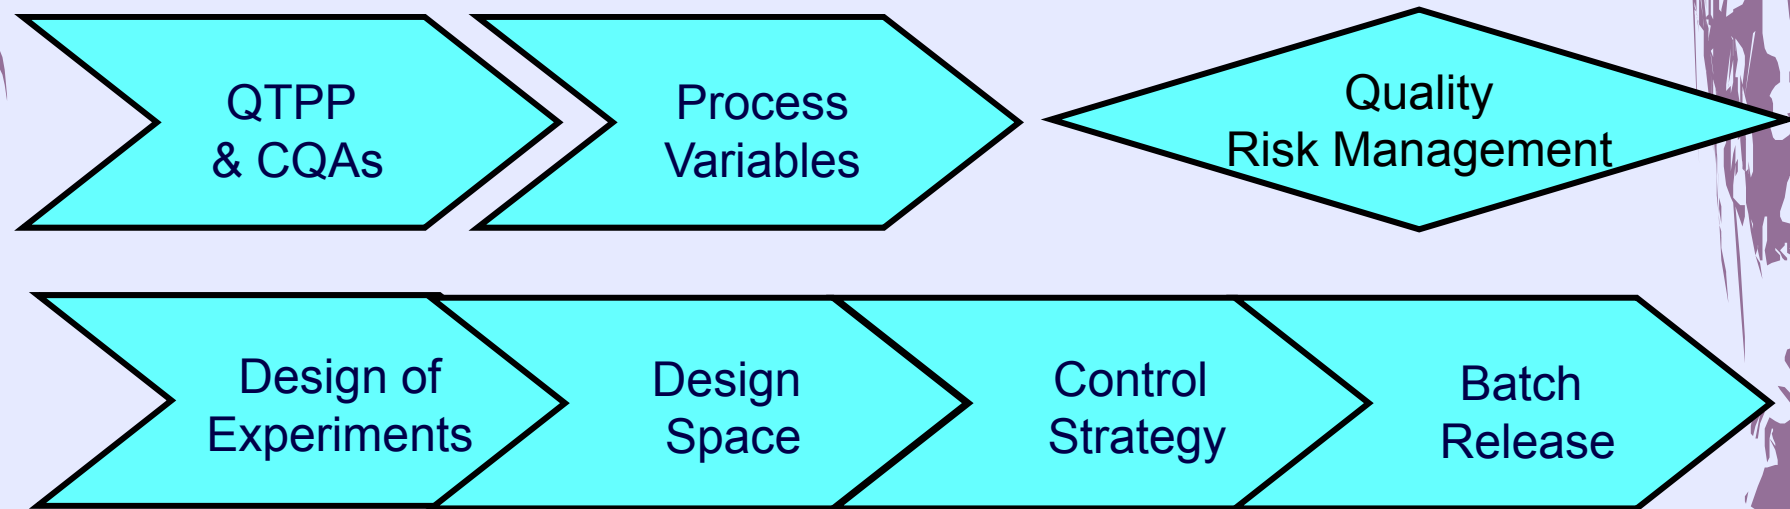 QTPP
& CQAs
Process
Variables
Quality
Risk Management
Design of
Experiments
Design
Space
Control
Strategy
Batch
Release